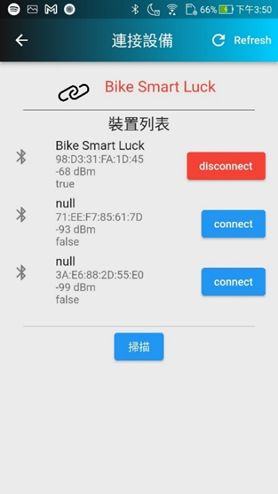 66% 下午3:50
連接設備 Refresh
Bike Smart Luck
裝置列表
Bike Smart Luck
98:D3:31:FA:1D:45
-68 dBm
true
disconnect
null
71:EE:F7:85:61:7D
-93 dBm
false
connect
null
3A:E6:88:2D:55:E0
-99 dBm
false
connect
掃描